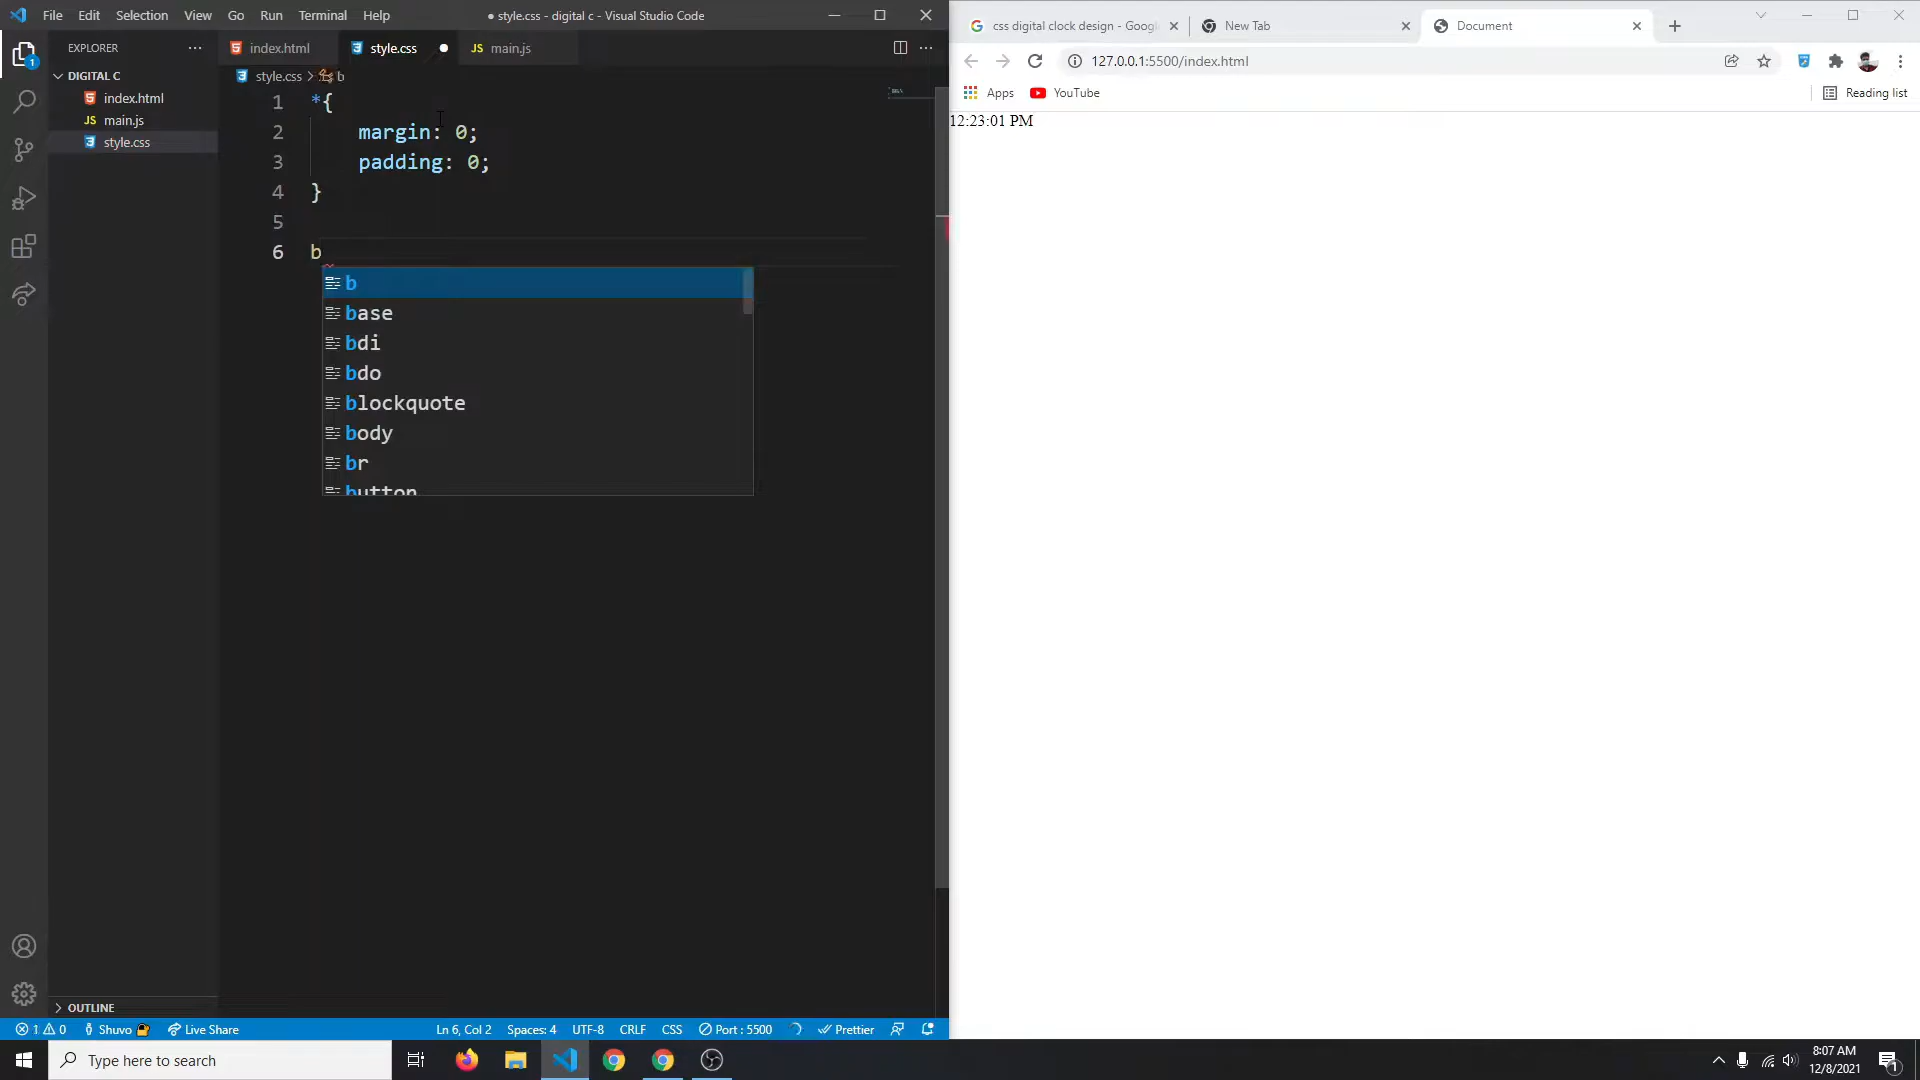 File Edit Selection View Go Run Terminal Help
● style.css - digital c - Visual Studio Code
EXPLORER
DIGITAL C
index.html
JS main.js
style.css
OUTLINE
index.html
style.css
JS main.js
style.css > b
1 *{
2 margin: 0;
3 padding: 0;
4 }
5
6 b
b
base
bdi
bdo
blockquote
body
br
button
1 0 Shuvo Live Share Ln 6, Col 2 Spaces: 4 UTF-8 CRLF CSS Port : 5500 Prettier
css digital clock design - Googl
New Tab
Document
127.0.0.1:5500/index.html
Apps YouTube Reading list
12:23:01 PM
Type here to search
8:07 AM
12/8/2021
1